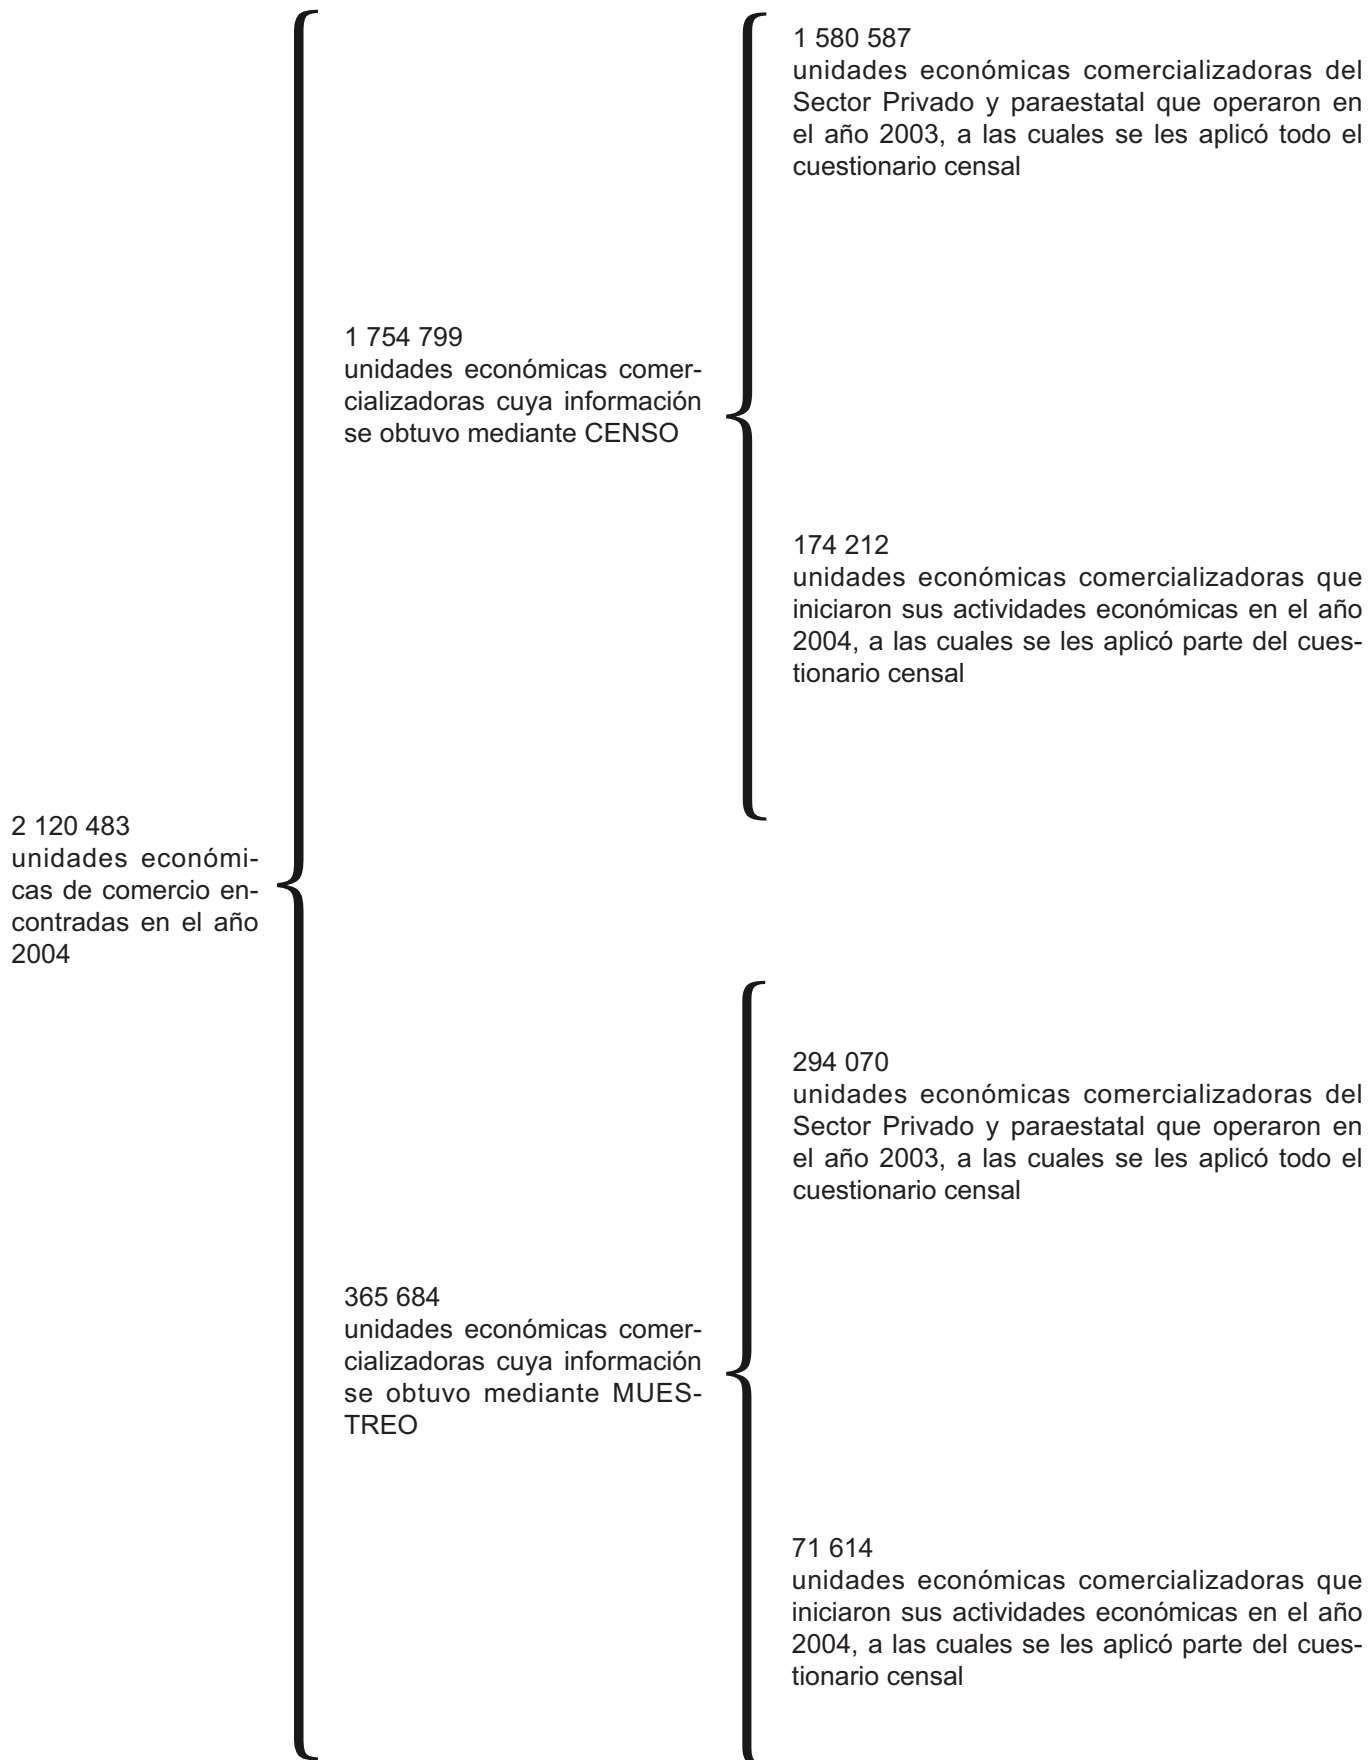 2 120 483
unidades económi-
cas de comercio en-
contradas en el año
2004
1 754 799
unidades económicas comer-
cializadoras cuya información
se obtuvo mediante CENSO
1 580 587
unidades económicas comercializadoras del
Sector Privado y paraestatal que operaron en
el año 2003, a las cuales se les aplicó todo el
cuestionario censal
174 212
unidades económicas comercializadoras que
iniciaron sus actividades económicas en el año
2004, a las cuales se les aplicó parte del cues-
tionario censal
365 684
unidades económicas comer-
cializadoras cuya información
se obtuvo mediante MUES-
TREO
294 070
unidades económicas comercializadoras del
Sector Privado y paraestatal que operaron en
el año 2003, a las cuales se les aplicó todo el
cuestionario censal
71 614
unidades económicas comercializadoras que
iniciaron sus actividades económicas en el año
2004, a las cuales se les aplicó parte del cues-
tionario censal